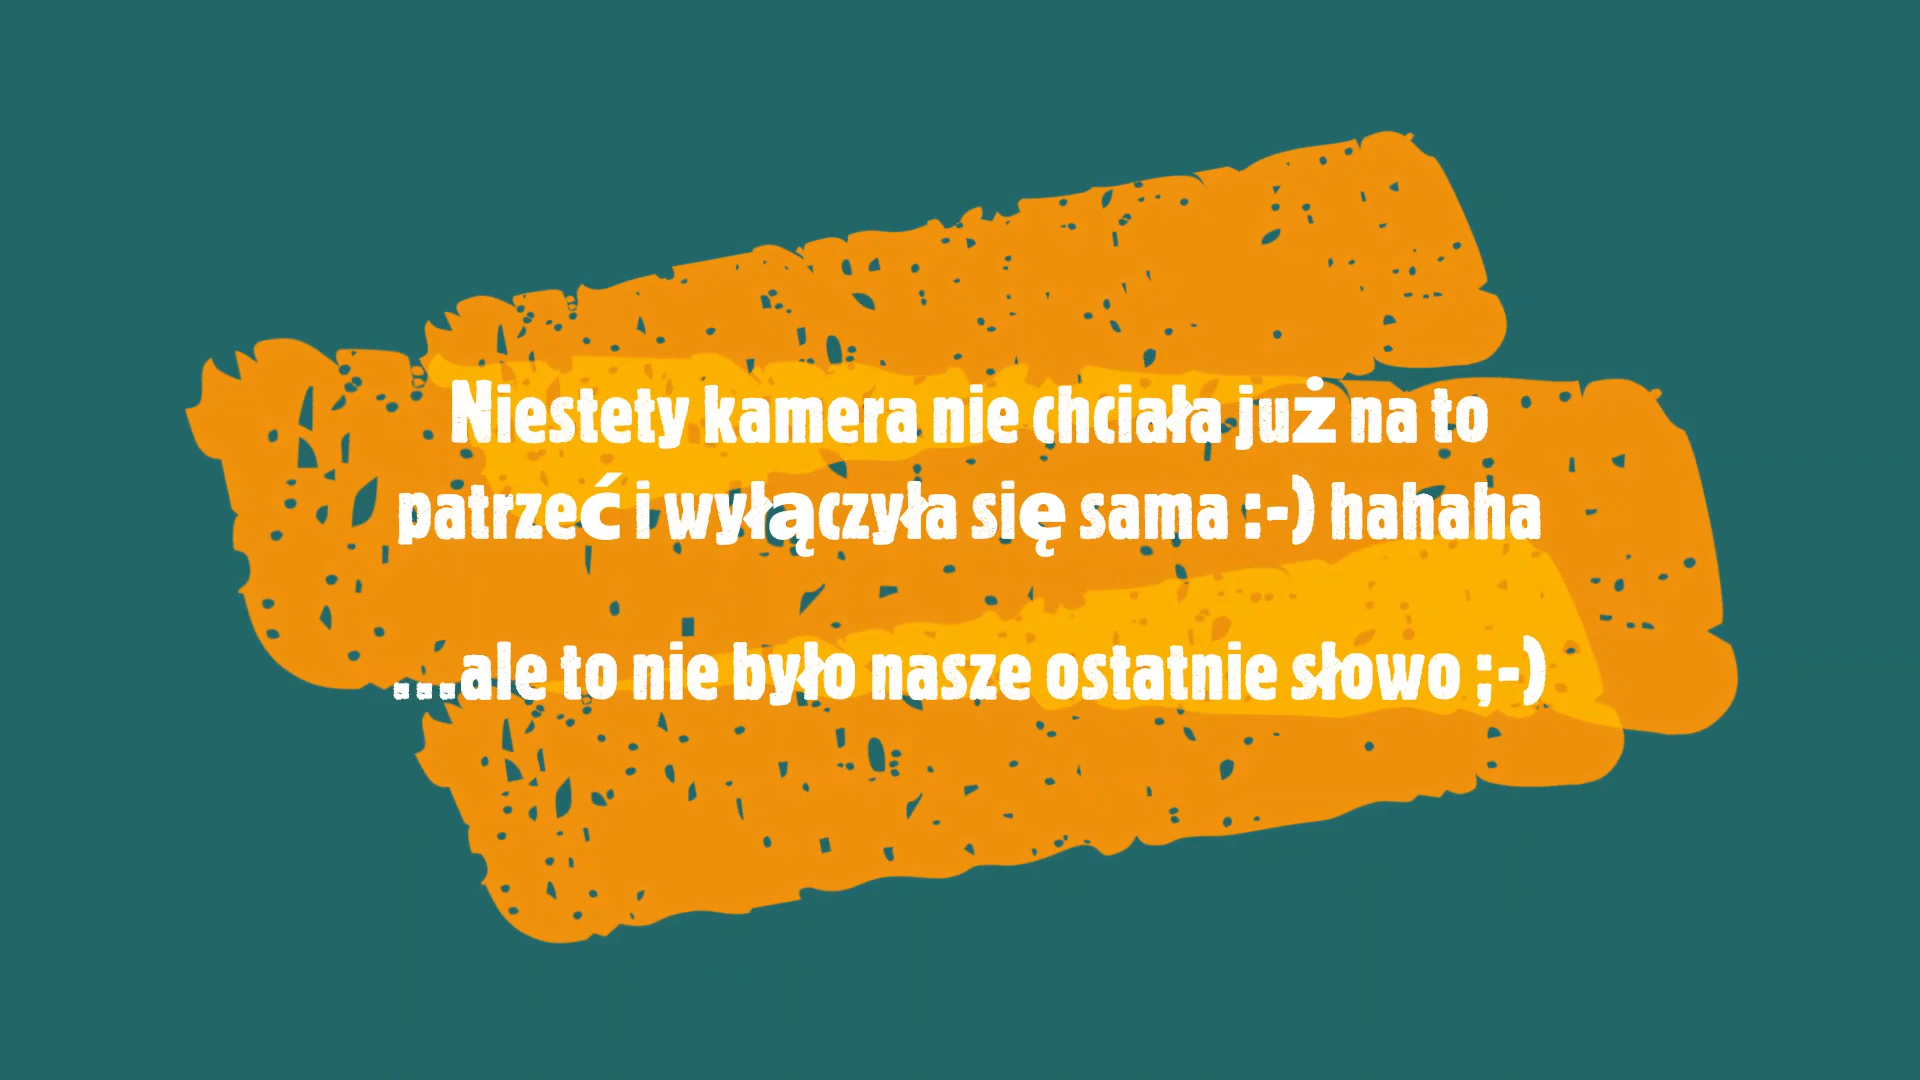 Niestety kamera nie chciała już na to
patrzeć i wyłączyła się sama :-) hahaha
...ale to nie było nasze ostatnie słowo ;-)